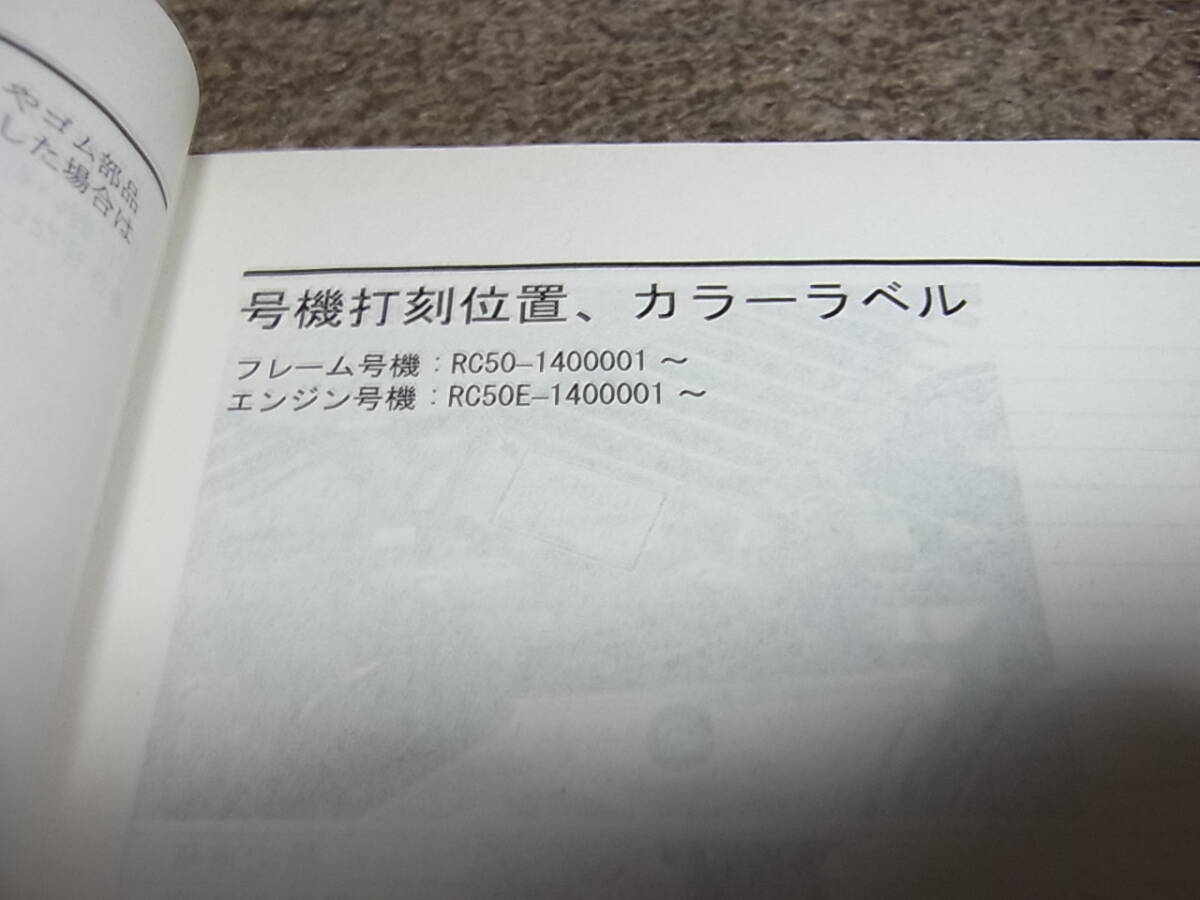 やゴム部品
した場合は
号機打刻位置、カラーラベル
フレーム号機：RC50-1400001～
エンジン号機：RC50E-1400001～